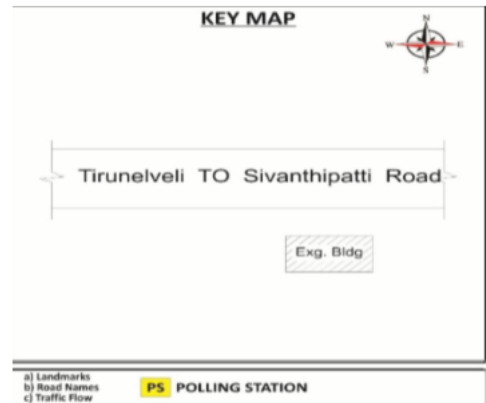 KEY MAP
N
W E
S
Tirunelveli TO Sivanthipatti Road
Exg. Bldg
a) Landmarks
b) Road Names
c) Traffic Flow
PS POLLING STATION